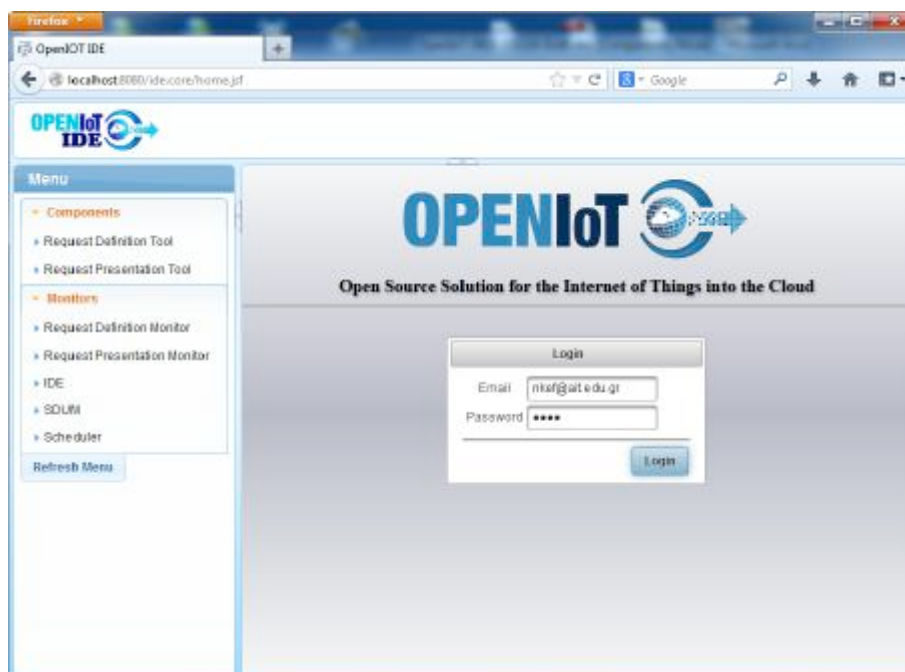 Firefox
OpenIOT IDE
localhost:8080/ide.core/home.jsf
Google
OPENIoT
IDE
Menu
Components
Request Definition Tool
Request Presentation Tool
Monitors
Request Definition Monitor
Request Presentation Monitor
IDE
SDUM
Scheduler
Refresh Menu
OPENIoT
Open Source Solution for the Internet of Things into the Cloud
Login
Email nkef@ait.edu.gr
Password ••••
Login